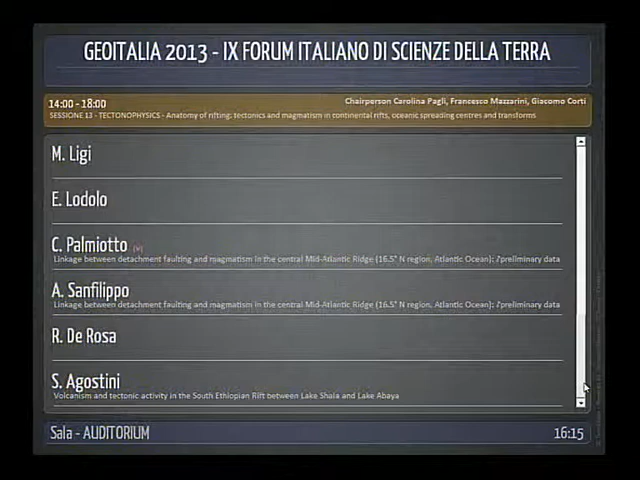 GEOITALIA 2013 - IX FORUM ITALIANO DI SCIENZE DELLA TERRA
14:00 - 18:00
Chairperson Carolina Pagli, Francesco Mazzarini, Giacomo Corti
SESSIONE 13 - TECTONOPHYSICS - Anatomy of rifting: tectonics and magmatism in continental rifts, oceanic spreading centres and transforms
M. Ligi
E. Lodolo
C. Palmiotto (v)
Linkage between detachment faulting and magmatism in the central Mid-Atlantic Ridge (16.5° N region, Atlantic Ocean): preliminary data
A. Sanfilippo
Linkage between detachment faulting and magmatism in the central Mid-Atlantic Ridge (16.5° N region, Atlantic Ocean): preliminary data
R. De Rosa
S. Agostini
Volcanism and tectonic activity in the South Ethiopian Rift between Lake Shala and Lake Abaya
Sala - AUDITORIUM
16:15